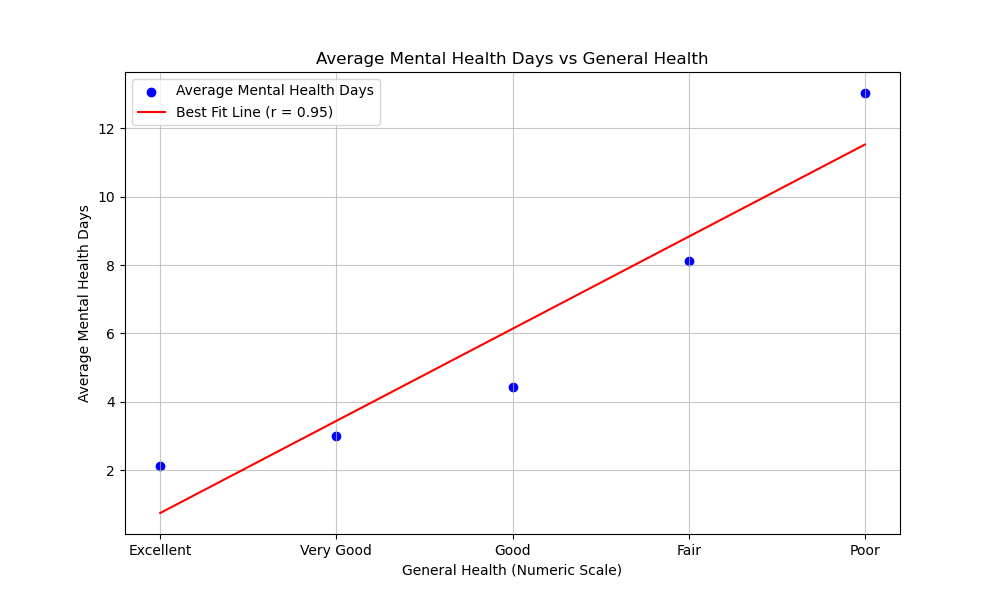 Average Mental Health Days vs General Health
Average Mental Health Days
Best Fit Line (r = 0.95)
Average Mental Health Days
12
10
8
6
4
2
Excellent Very Good Good Fair Poor
General Health (Numeric Scale)